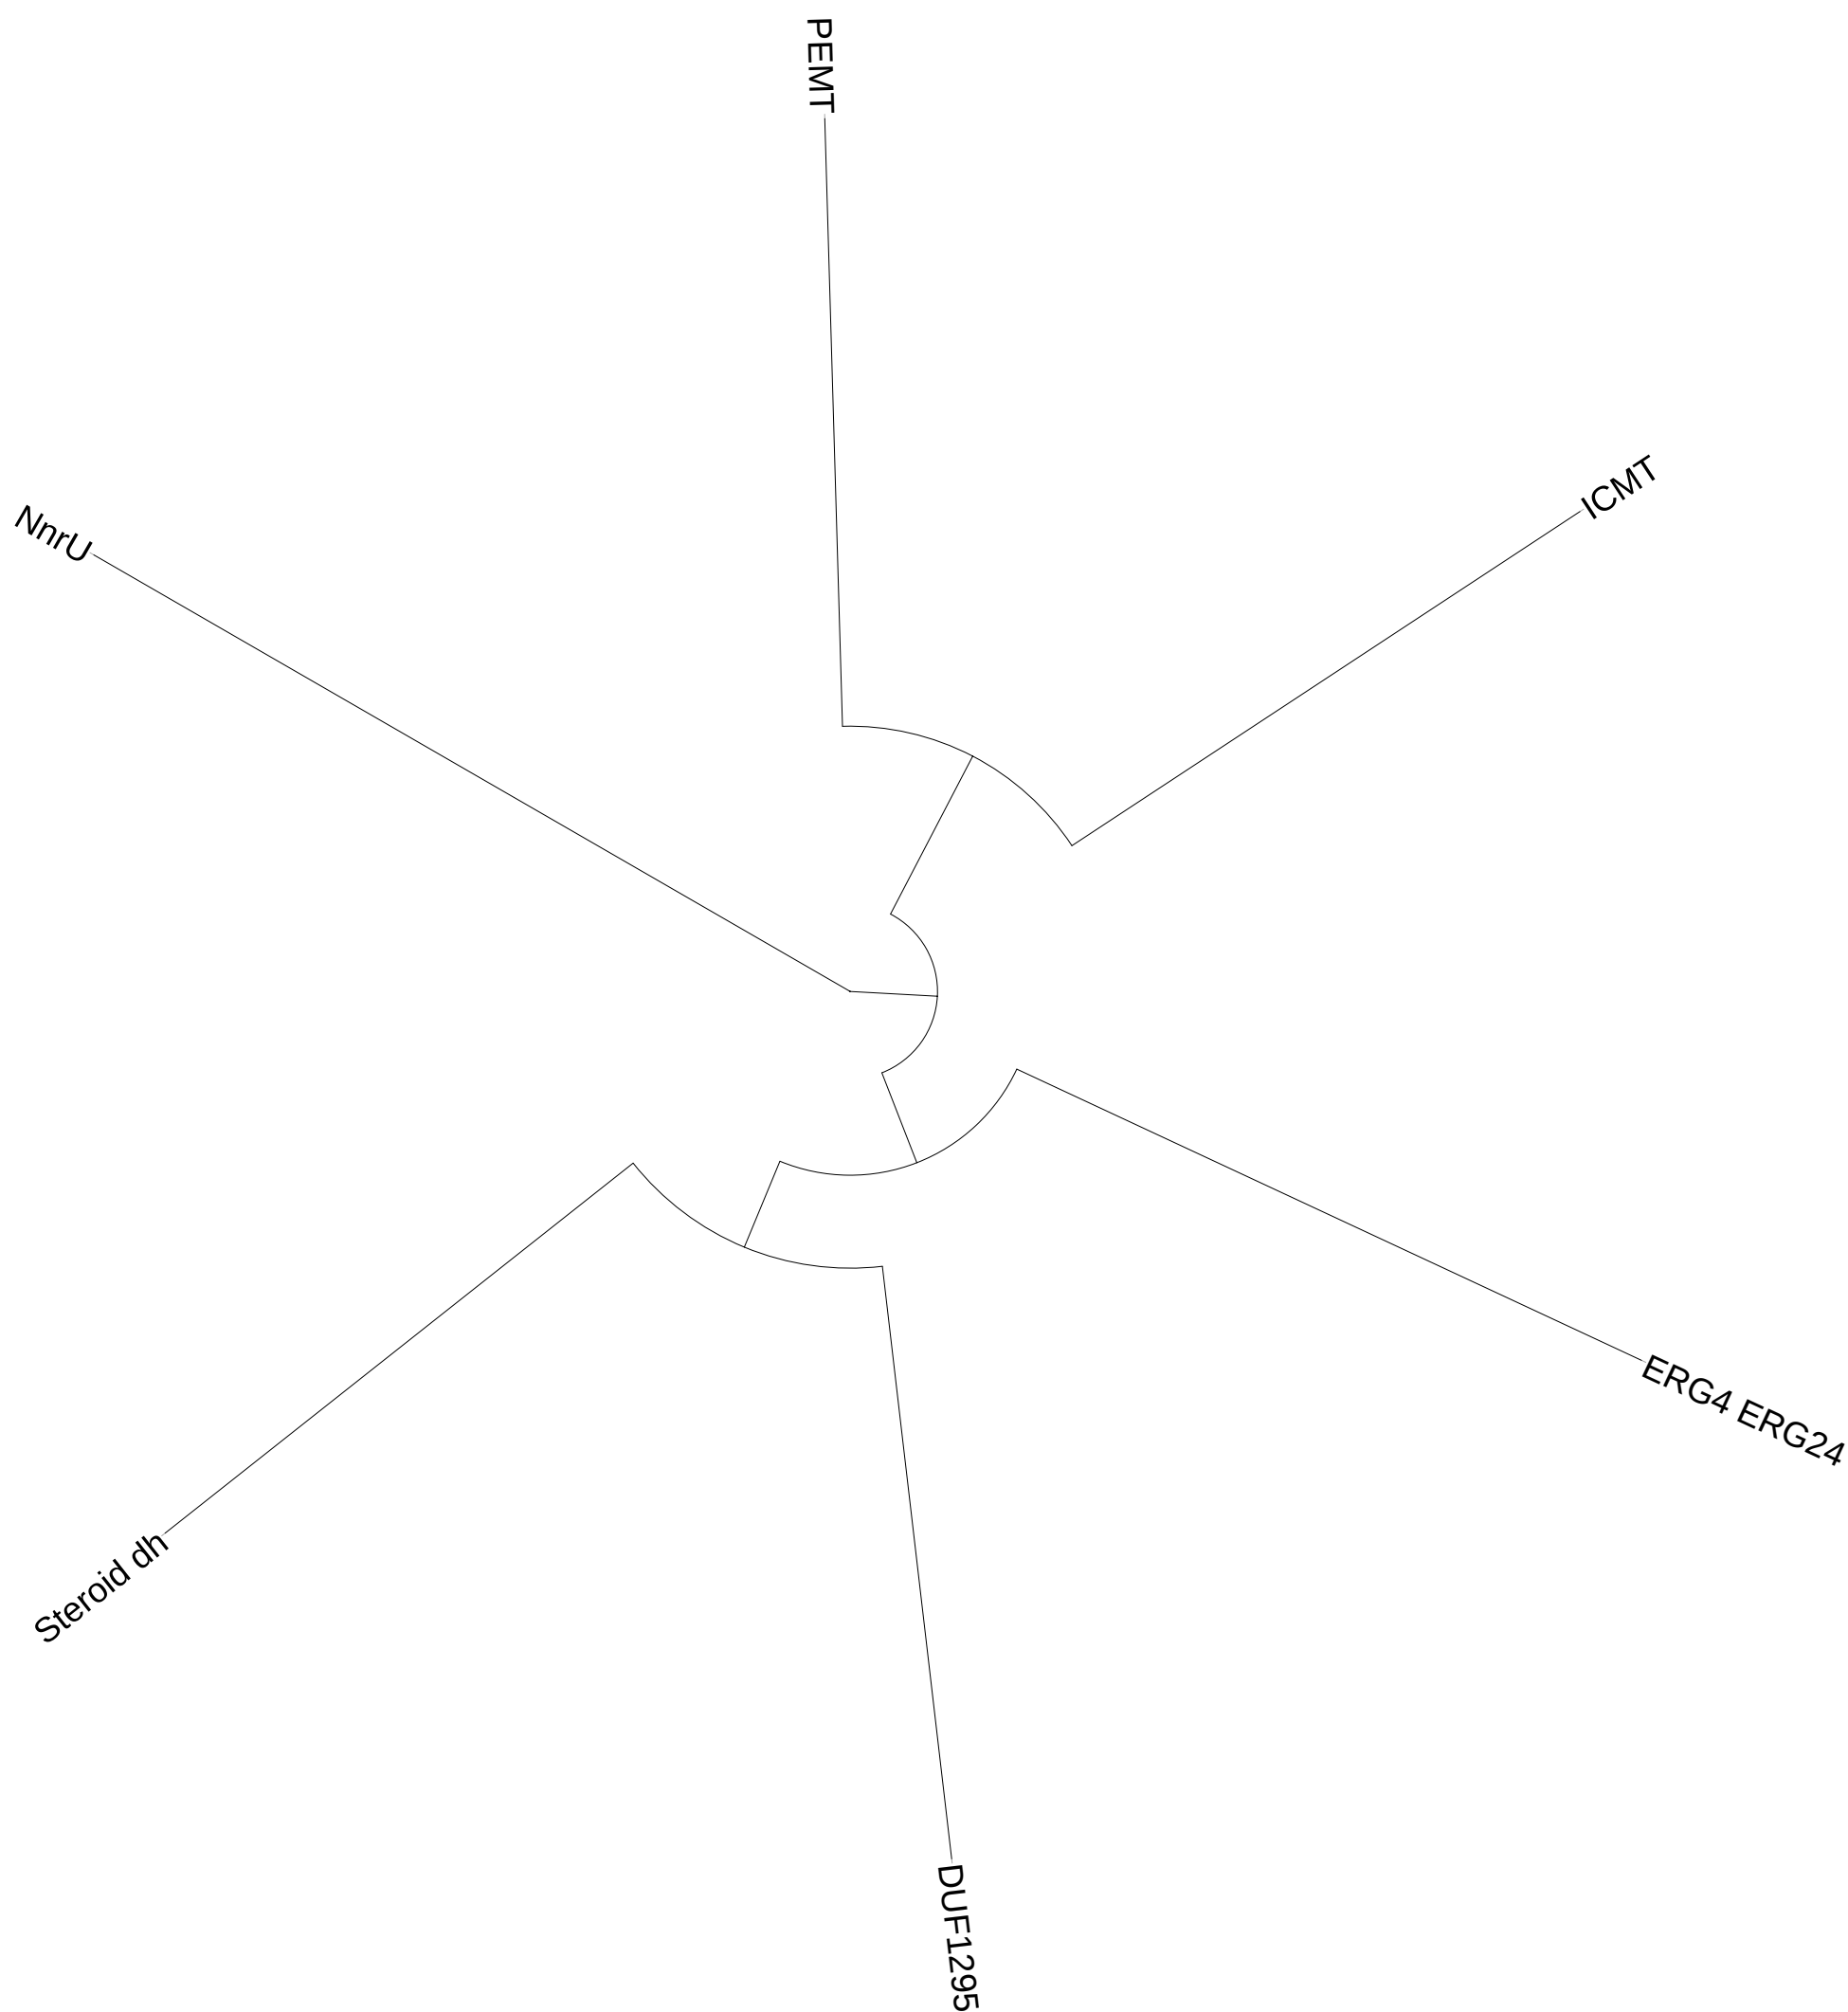 PEMT
ICMT
NnrU
ERG4 ERG24
Steroid dh
DUF1295